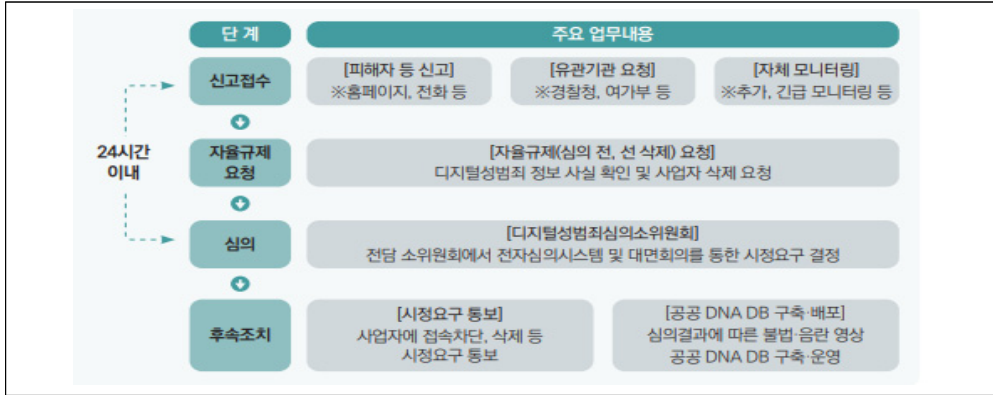 단 계
주요 업무내용
신고접수
[피해자 등 신고]
※홈페이지, 전화 등
[유관기관 요청]
※경찰청, 여가부 등
[자체 모니터링]
※추가, 긴급 모니터링 등
24시간
이내
자율규제
요청
[자율규제(심의 전, 선 삭제) 요청]
디지털성범죄 정보 사실 확인 및 사업자 삭제 요청
심의
[디지털성범죄심의소위원회]
전담 소위원회에서 전자심의시스템 및 대면회의를 통한 시정요구 결정
후속조치
[시정요구 통보]
사업자에 접속차단, 삭제 등
시정요구 통보
[공공 DNA DB 구축·배포]
심의결과에 따른 불법·음란 영상
공공 DNA DB 구축·운영